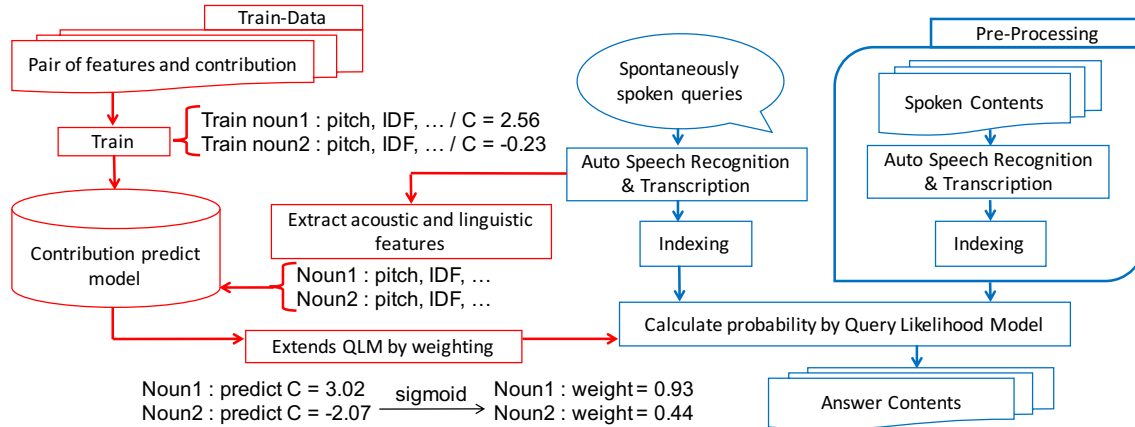 Train-Data
Pair of features and contribution
Train
Train noun1 : pitch, IDF, … / C = 2.56
Train noun2 : pitch, IDF, … / C = -0.23
Contribution predict
model
Extract acoustic and linguistic
features
Noun1 : pitch, IDF, …
Noun2 : pitch, IDF, …
Extends QLM by weighting
Noun1 : predict C = 3.02
Noun2 : predict C = -2.07
sigmoid
Noun1 : weight = 0.93
Noun2 : weight = 0.44
Spontaneously
spoken queries
Auto Speech Recognition
& Transcription
Indexing
Pre-Processing
Spoken Contents
Auto Speech Recognition
& Transcription
Indexing
Calculate probability by Query Likelihood Model
Answer Contents